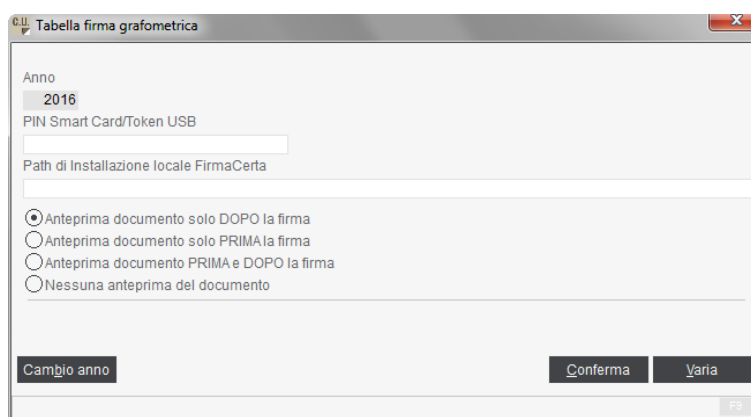 C.U. Tabella firma grafometrica
Anno
2016
PIN Smart Card/Token USB
Path di Installazione locale FirmaCerta
Anteprima documento solo DOPO la firma
Anteprima documento solo PRIMA la firma
Anteprima documento PRIMA e DOPO la firma
Nessuna anteprima del documento
Cambio anno Conferma Varia
F9